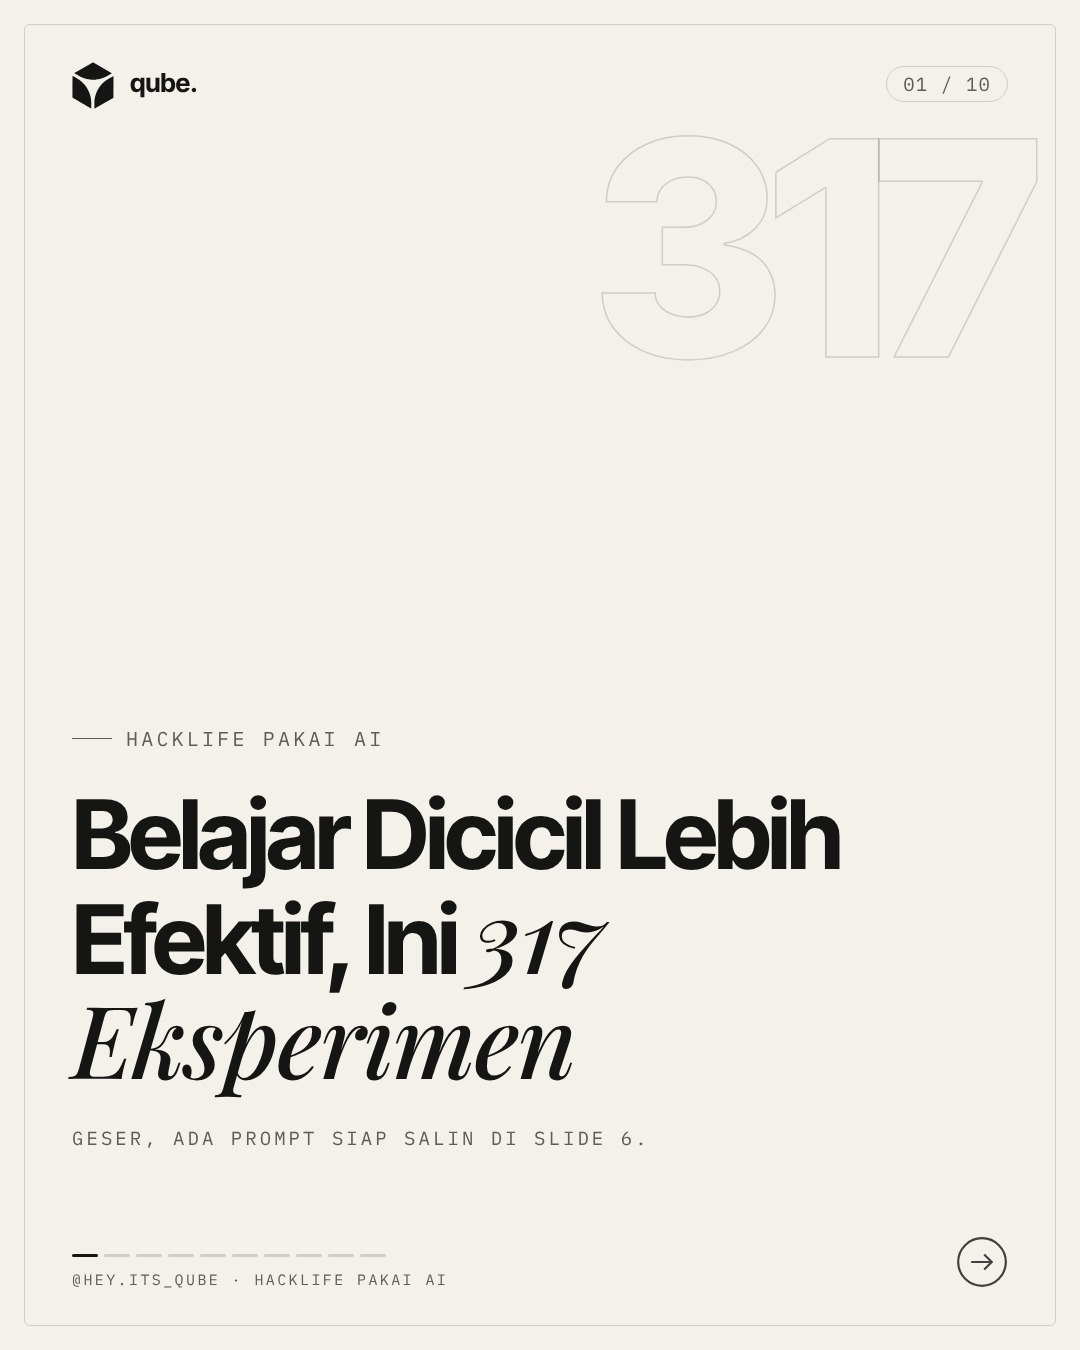 qube.
01 / 10
317
HACKLIFE PAKAI AI
Belajar Dicicil Lebih
Efektif, Ini 317
Eksperimen
GESER, ADA PROMPT SIAP SALIN DI SLIDE 6.
@HEY.ITS_QUBE · HACKLIFE PAKAI AI